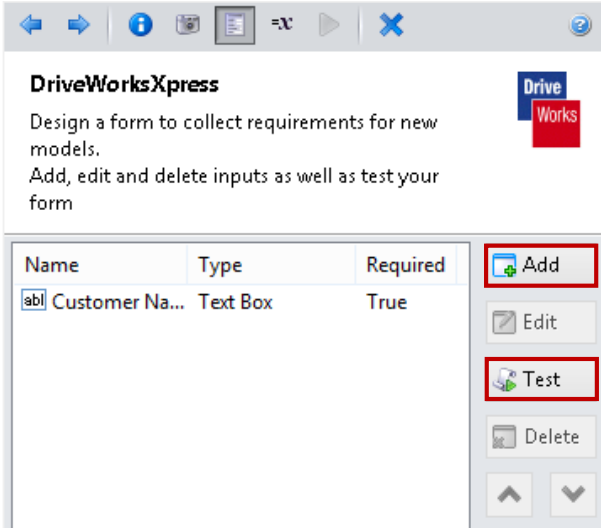 =x
DriveWorksXpress
Drive
Works
Design a form to collect requirements for new
models.
Add, edit and delete inputs as well as test your
form
Name Type Required
abl Customer Na... Text Box True
Add
Edit
Test
Delete